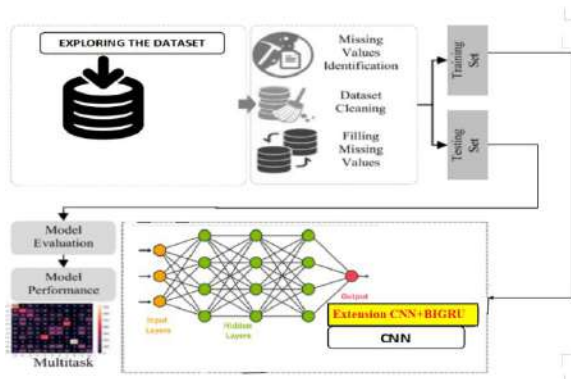 EXPLORING THE DATASET
Missing
Values
Identification
Dataset
Cleaning
Filling
Missing
Values
Training
Set
Testing
Set
Model
Evaluation
Model
Performance
Multitask
Input
Layers
Hidden
Layers
Output
Extension CNN+BIGRU
CNN